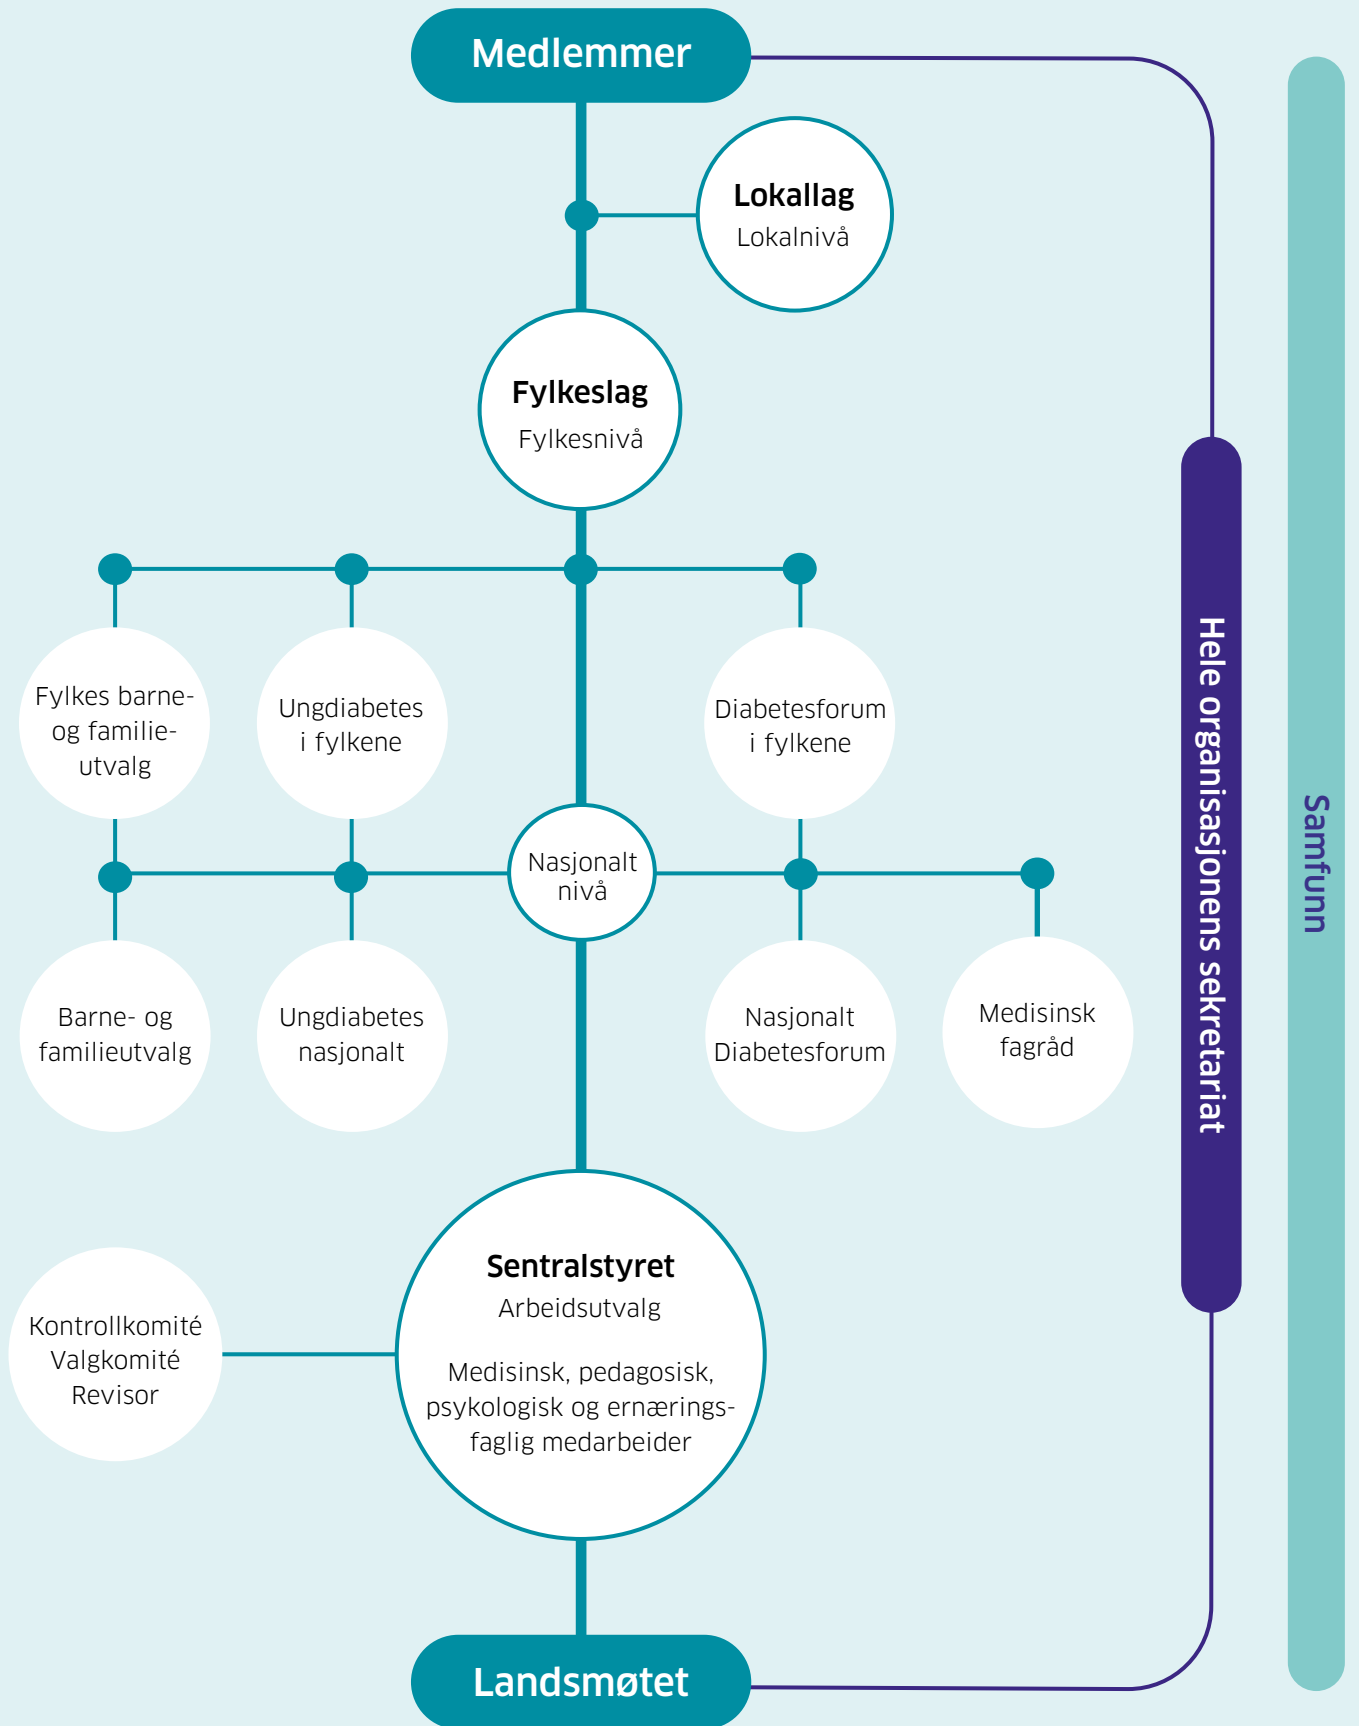 Medlemmer
Lokallag
Lokalnivå
Fylkeslag
Fylkesnivå
Fylkes barne-
og familie-
utvalg
Ungdiabetes
i fylkene
Diabetesforum
i fylkene
Nasjonalt
nivå
Barne- og
familieutvalg
Ungdiabetes
nasjonalt
Nasjonalt
Diabetesforum
Medisinsk
fagråd
Sentralstyret
Arbeidsutvalg
Medisinsk, pedagosisk,
psykologisk og ernærings-
faglig medarbeider
Kontrollkomité
Valgkomité
Revisor
Landsmøtet
Hele organisasjonens sekretariat
Samfunn